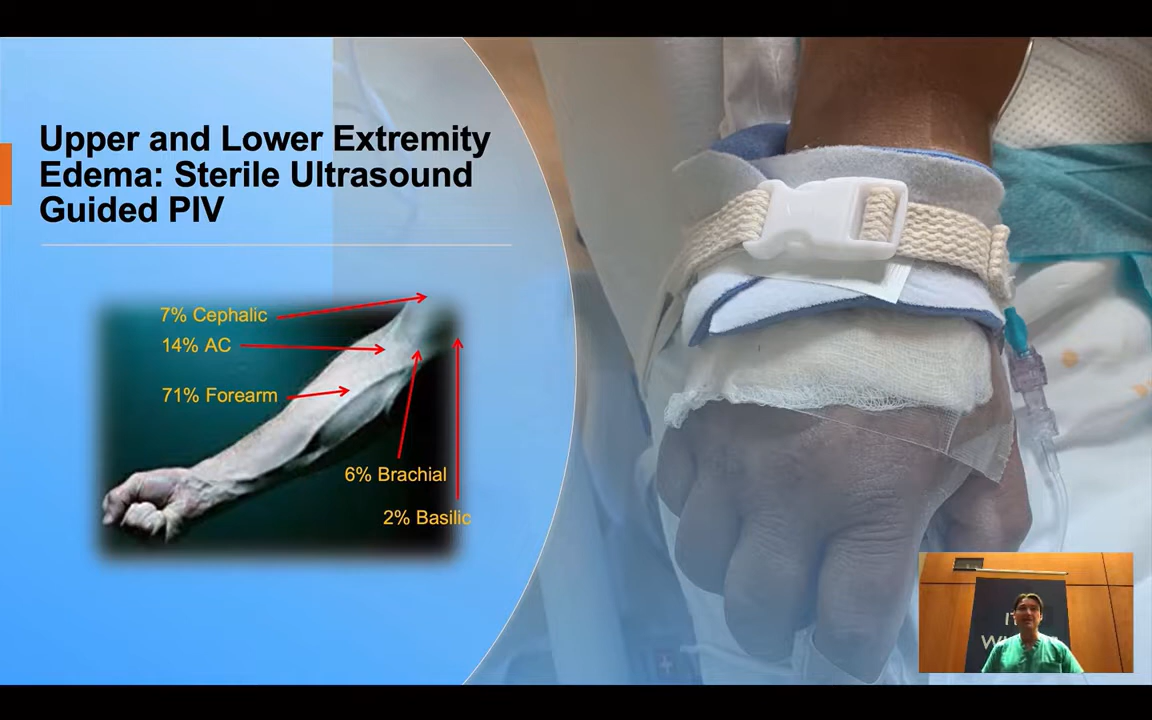 Upper and Lower Extremity
Edema: Sterile Ultrasound
Guided PIV
7% Cephalic
14% AC
71% Forearm
6% Brachial
2% Basilic